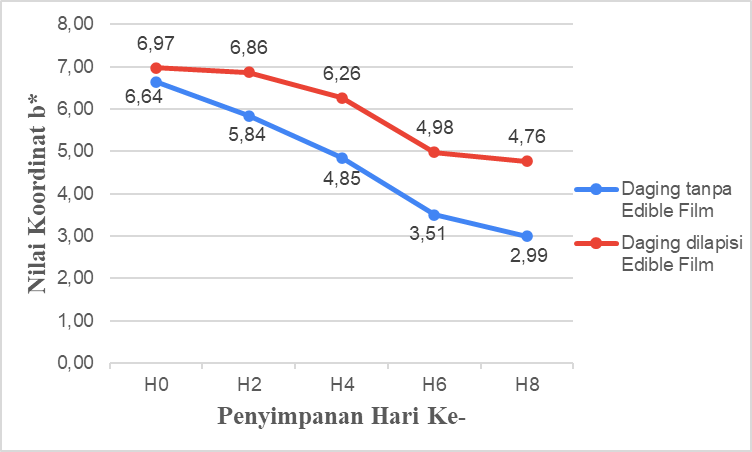 8,00
7,00
6,00
5,00
4,00
3,00
2,00
1,00
0,00
Nilai Koordinat b*
6,97
6,86
6,26
4,98
4,76
6,64
5,84
4,85
3,51
2,99
H0 H2 H4 H6 H8
Penyimpanan Hari Ke-
Daging tanpa
Edible Film
Daging dilapisi
Edible Film